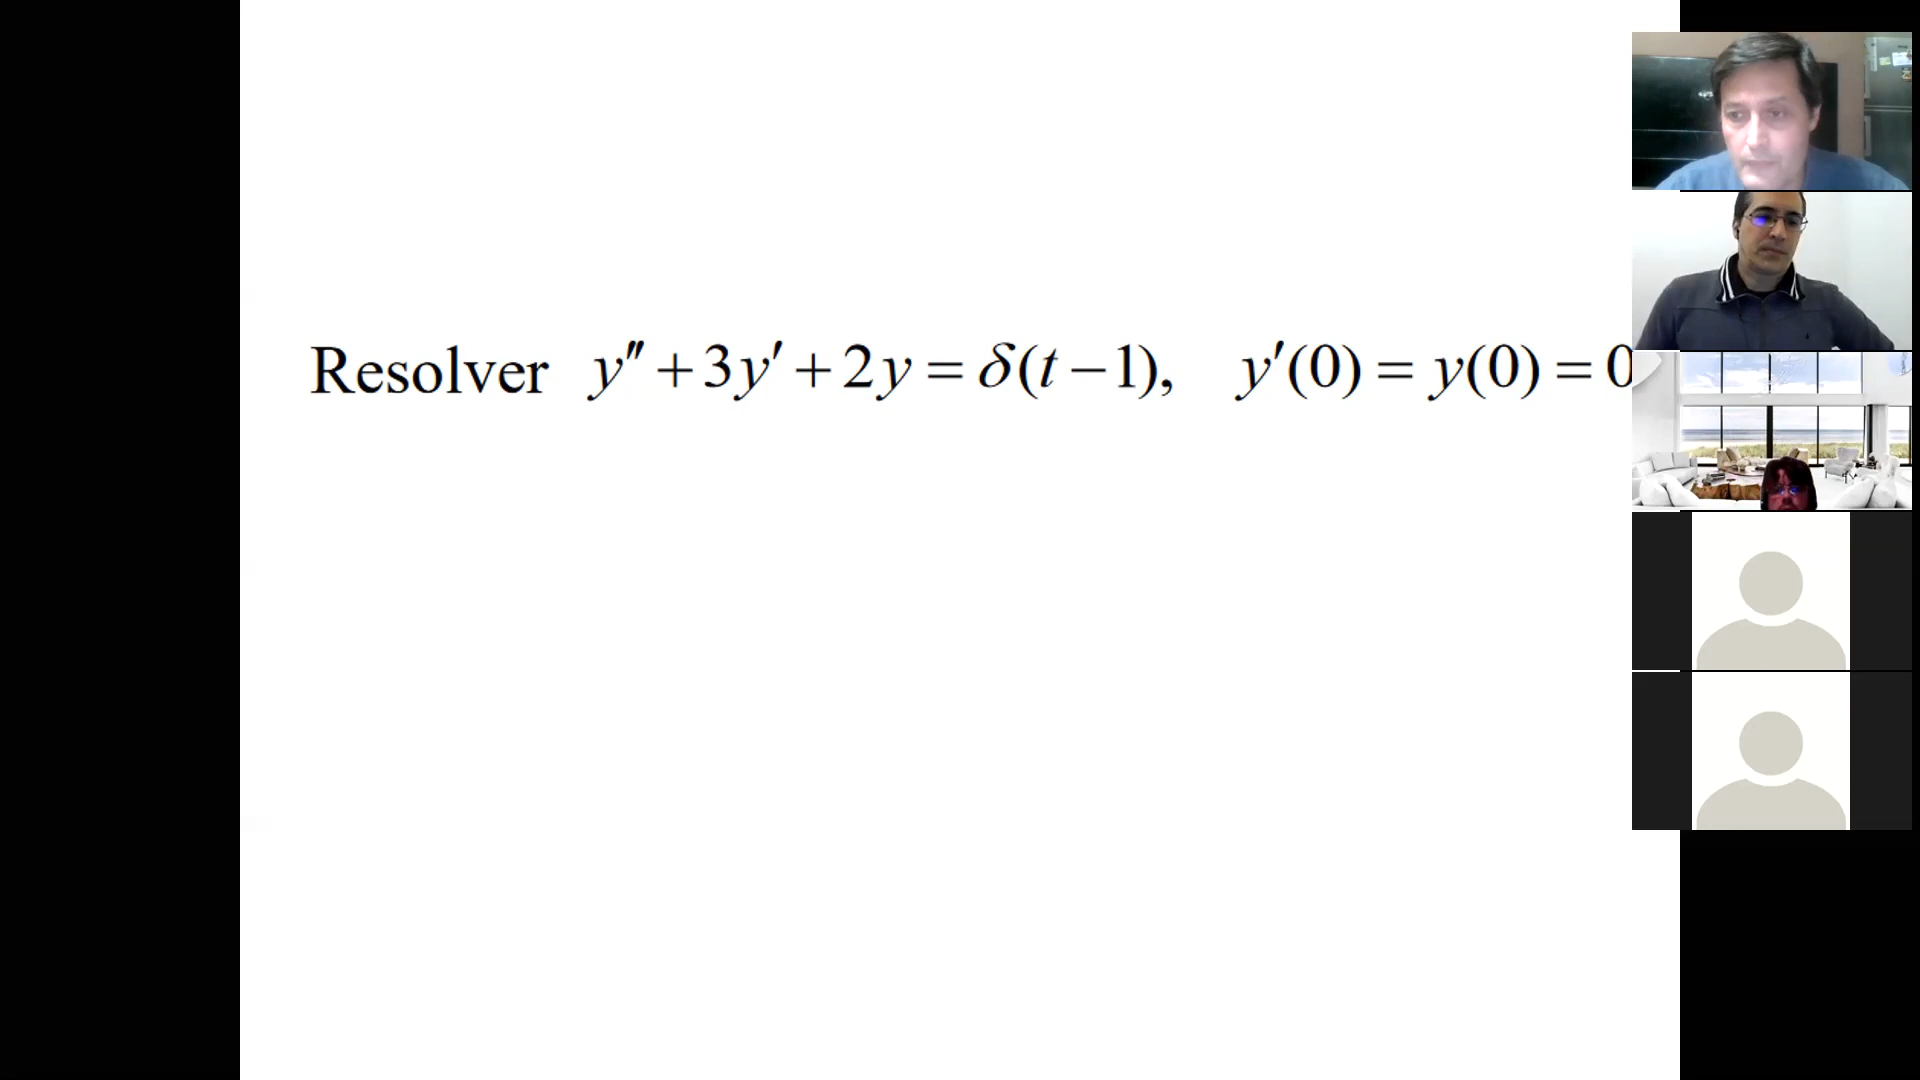 Resolver y″ + 3y′ + 2y = δ(t − 1), y′(0) = y(0) = 0